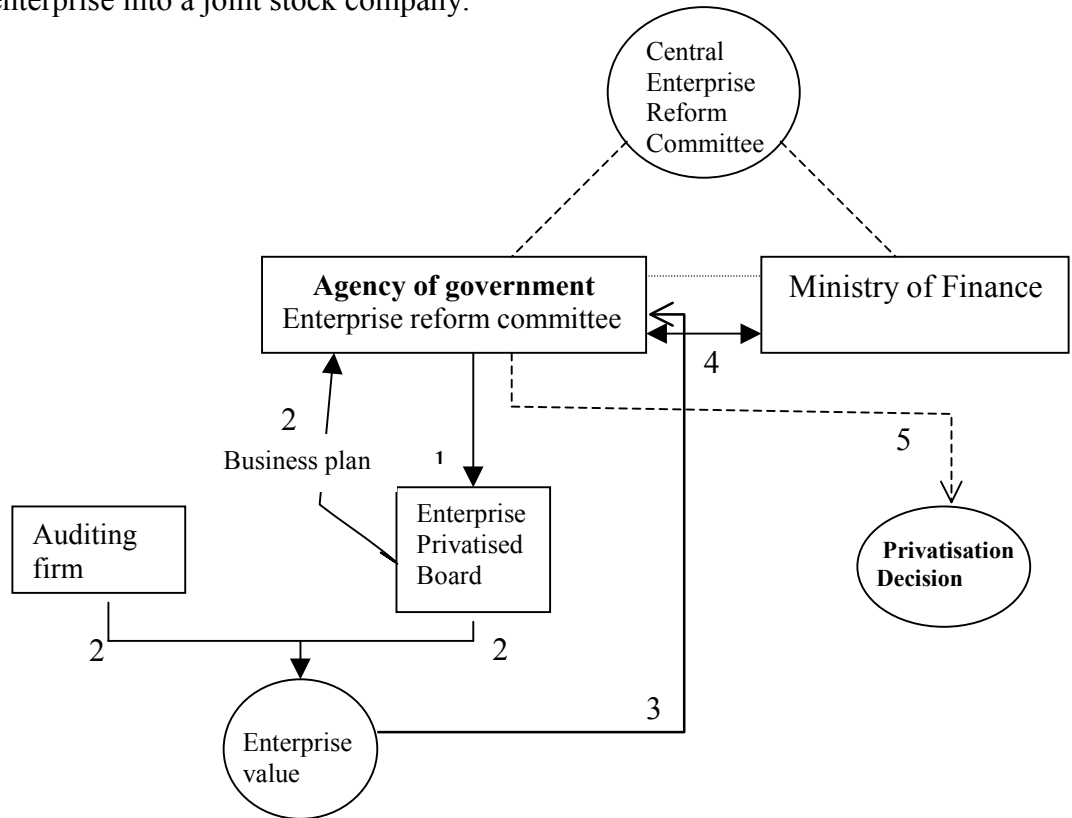 enterprise into a joint stock company.
Central
Enterprise
Reform
Committee
Agency of government
Enterprise reform committee
Ministry of Finance
4
2
Business plan
1
5
Enterprise
Privatised
Board
Auditing
firm
Privatisation
Decision
2
2
3
Enterprise
value